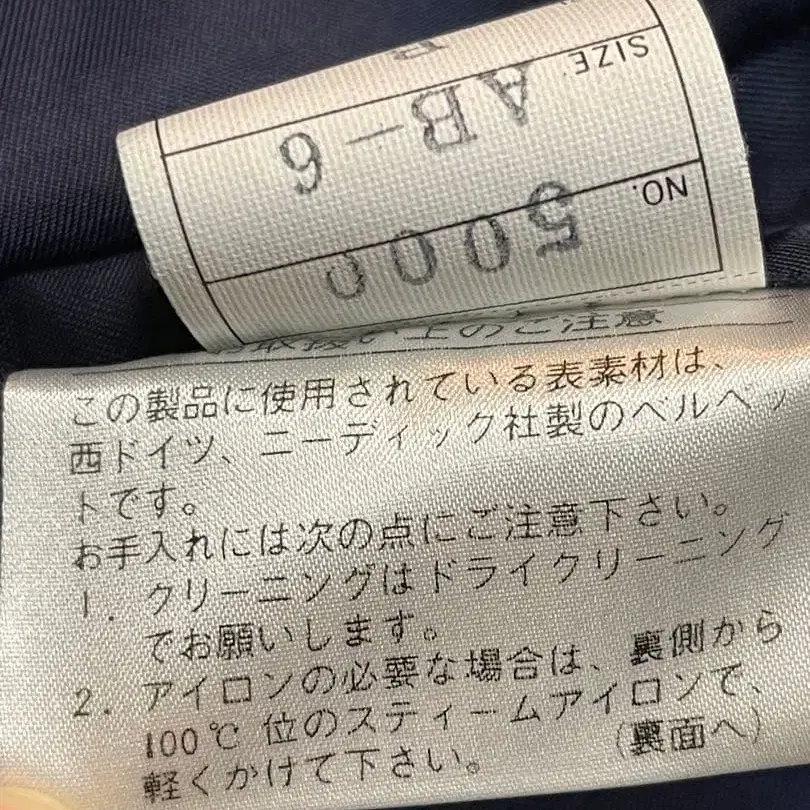 SIZE
AB-6
NO.
5000
取扱い上のご注意
この製品に使用されている表素材は、
西ドイツ、ニーディック社製のベルベッ
トです。
お手入れには次の点にご注意下さい。
1. クリーニングはドライクリーニング
でお願いします。
2. アイロンの必要な場合は、裏側から
100℃位のスティームアイロンで、
軽くかけて下さい。 (裏面へ)